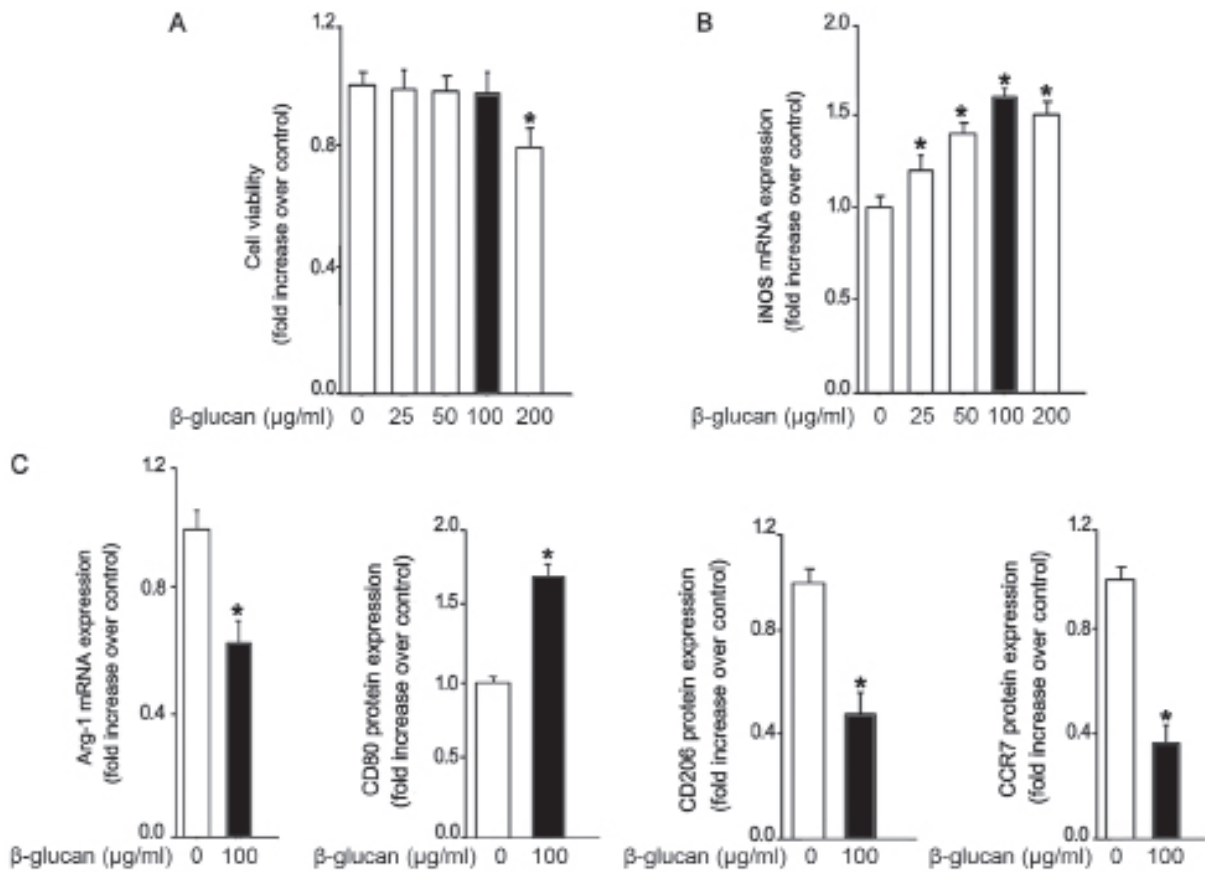 A
1.2
0.8
0.4
0.0
Cell viability
(fold increase over control)
*
β-glucan (μg/ml) 0 25 50 100 200
B
2.0
1.5
1.0
0.5
0.0
iNOS mRNA expression
(fold increase over control)
* * * *
β-glucan (μg/ml) 0 25 50 100 200
C
1.2
0.8
0.4
0.0
Arg-1 mRNA expression
(fold increase over control)
*
β-glucan (μg/ml) 0 100
2.0
1.5
1.0
0.5
0.0
CD80 protein expression
(fold increase over control)
*
β-glucan (μg/ml) 0 100
1.2
0.8
0.4
0.0
CD206 protein expression
(fold increase over control)
*
β-glucan (μg/ml) 0 100
1.2
0.8
0.4
0.0
CCR7 protein expression
(fold increase over control)
*
β-glucan (μg/ml) 0 100